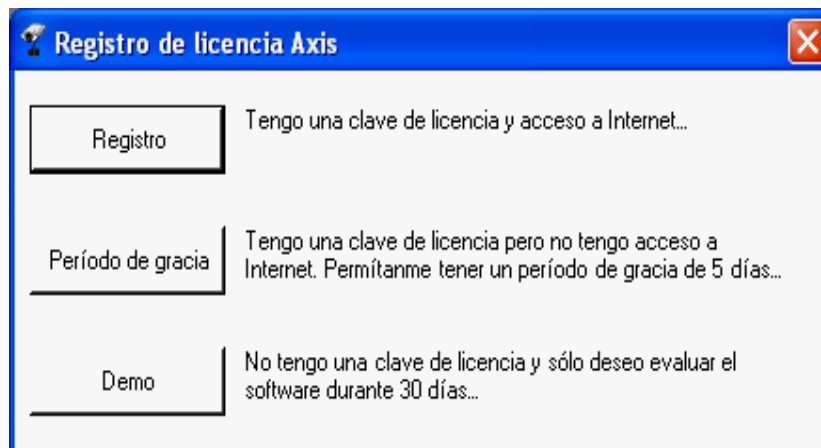 Registro de licencia Axis
Registro
Tengo una clave de licencia y acceso a Internet...
Período de gracia
Tengo una clave de licencia pero no tengo acceso a
Internet. Permítanme tener un período de gracia de 5 días...
Demo
No tengo una clave de licencia y sólo deseo evaluar el
software durante 30 días...